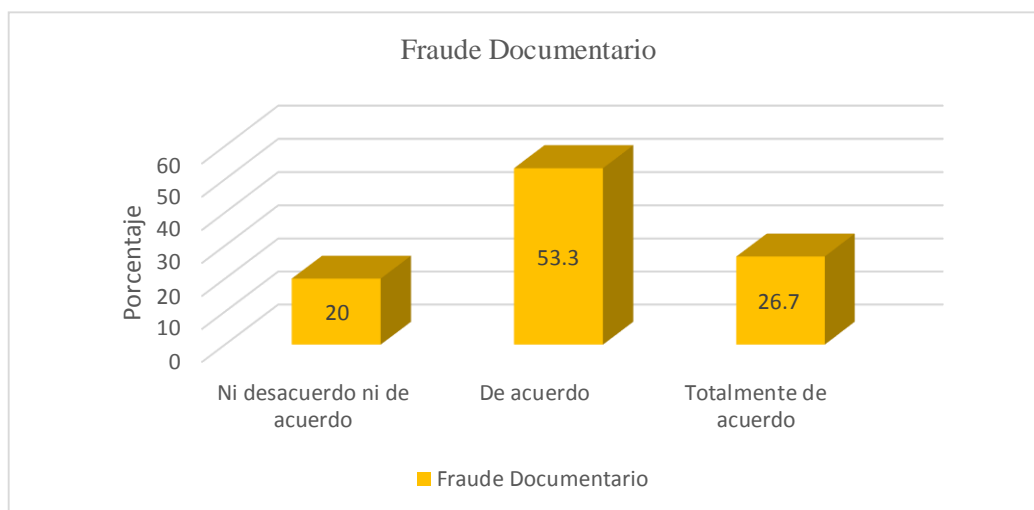 Fraude Documentario
Porcentaje
60
50
40
30
20
10
0
20
53.3
26.7
Ni desacuerdo ni de
acuerdo
De acuerdo
Totalmente de
acuerdo
Fraude Documentario